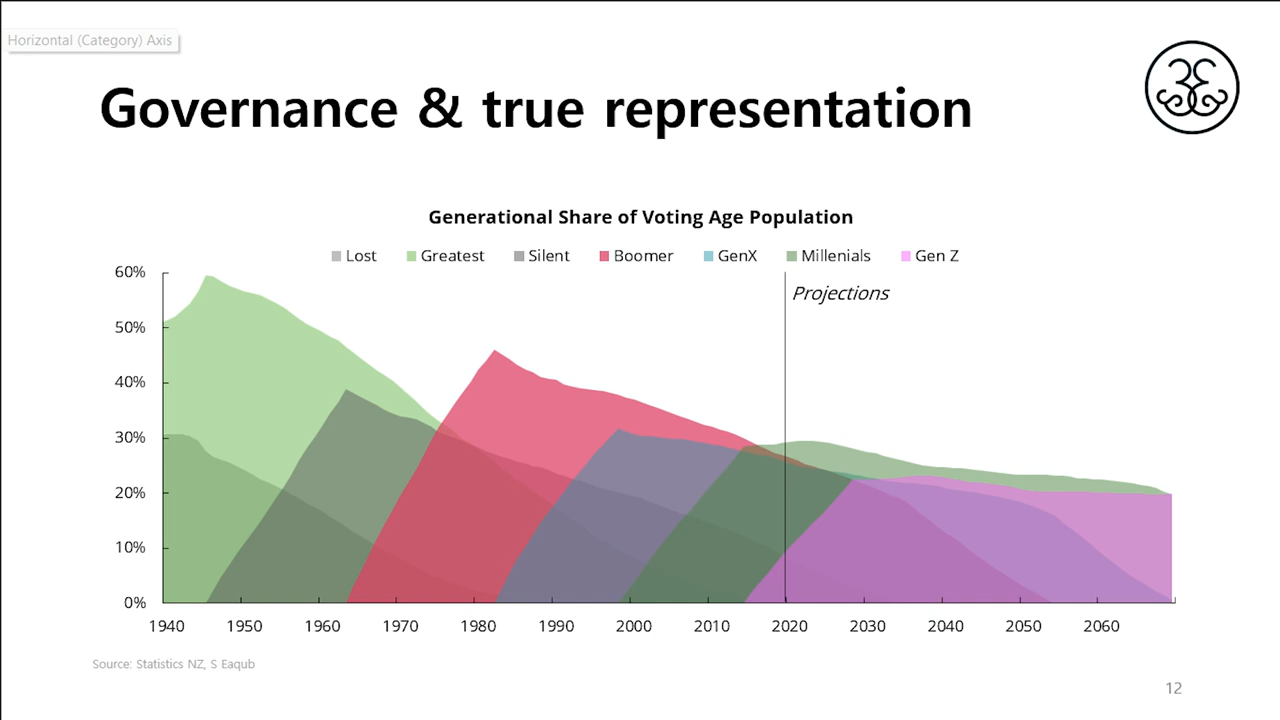 Horizontal (Category) Axis
Governance & true representation
Generational Share of Voting Age Population
Lost Greatest Silent Boomer GenX Millenials Gen Z
Projections
60%
50%
40%
30%
20%
10%
0%
1940 1950 1960 1970 1980 1990 2000 2010 2020 2030 2040 2050 2060
Source: Statistics NZ, S Eaqub
12